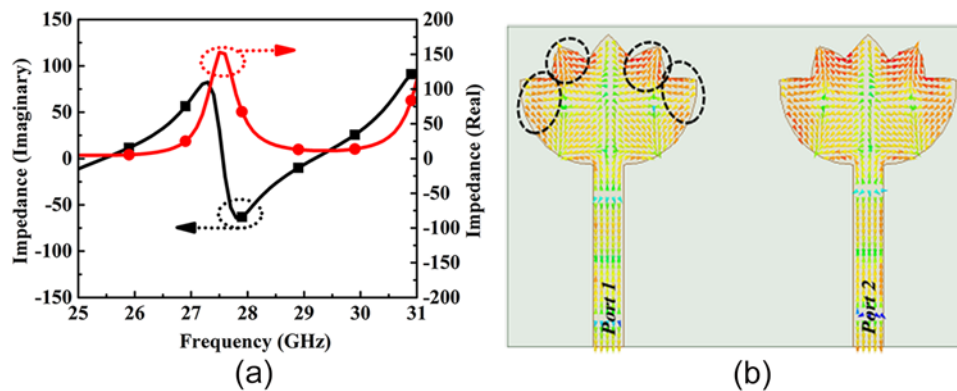 150
100
50
0
-50
-100
-150
200
150
100
50
0
-50
-100
-150
-200
25 26 27 28 29 30 31
Impedance (Imaginary)
Impedance (Real)
Frequency (GHz)
Port 1
Port 2
(a)
(b)